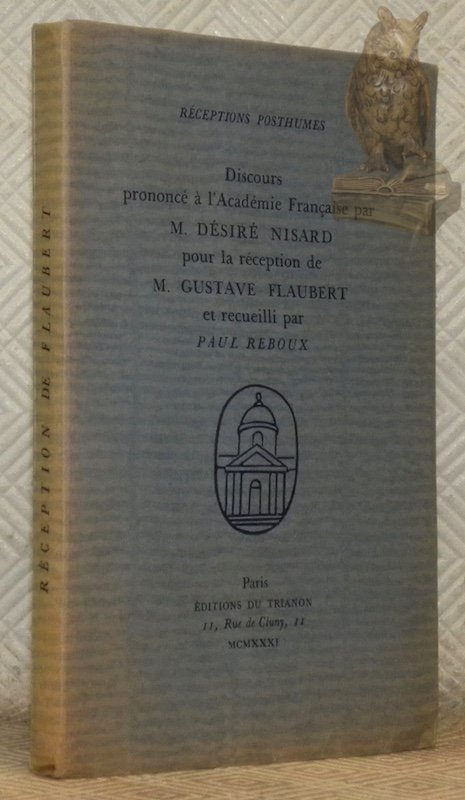 RÉCEPTIONS POSTHUMES
Discours
prononcé à l'Académie Française par
M. DÉSIRÉ NISARD
pour la réception de
M. GUSTAVE FLAUBERT
et recueilli par
PAUL REBOUX
Paris
ÉDITIONS DU TRIANON
11, Rue de Cluny, 11
MCMXXXI
RÉCEPTION DE FLAUBERT